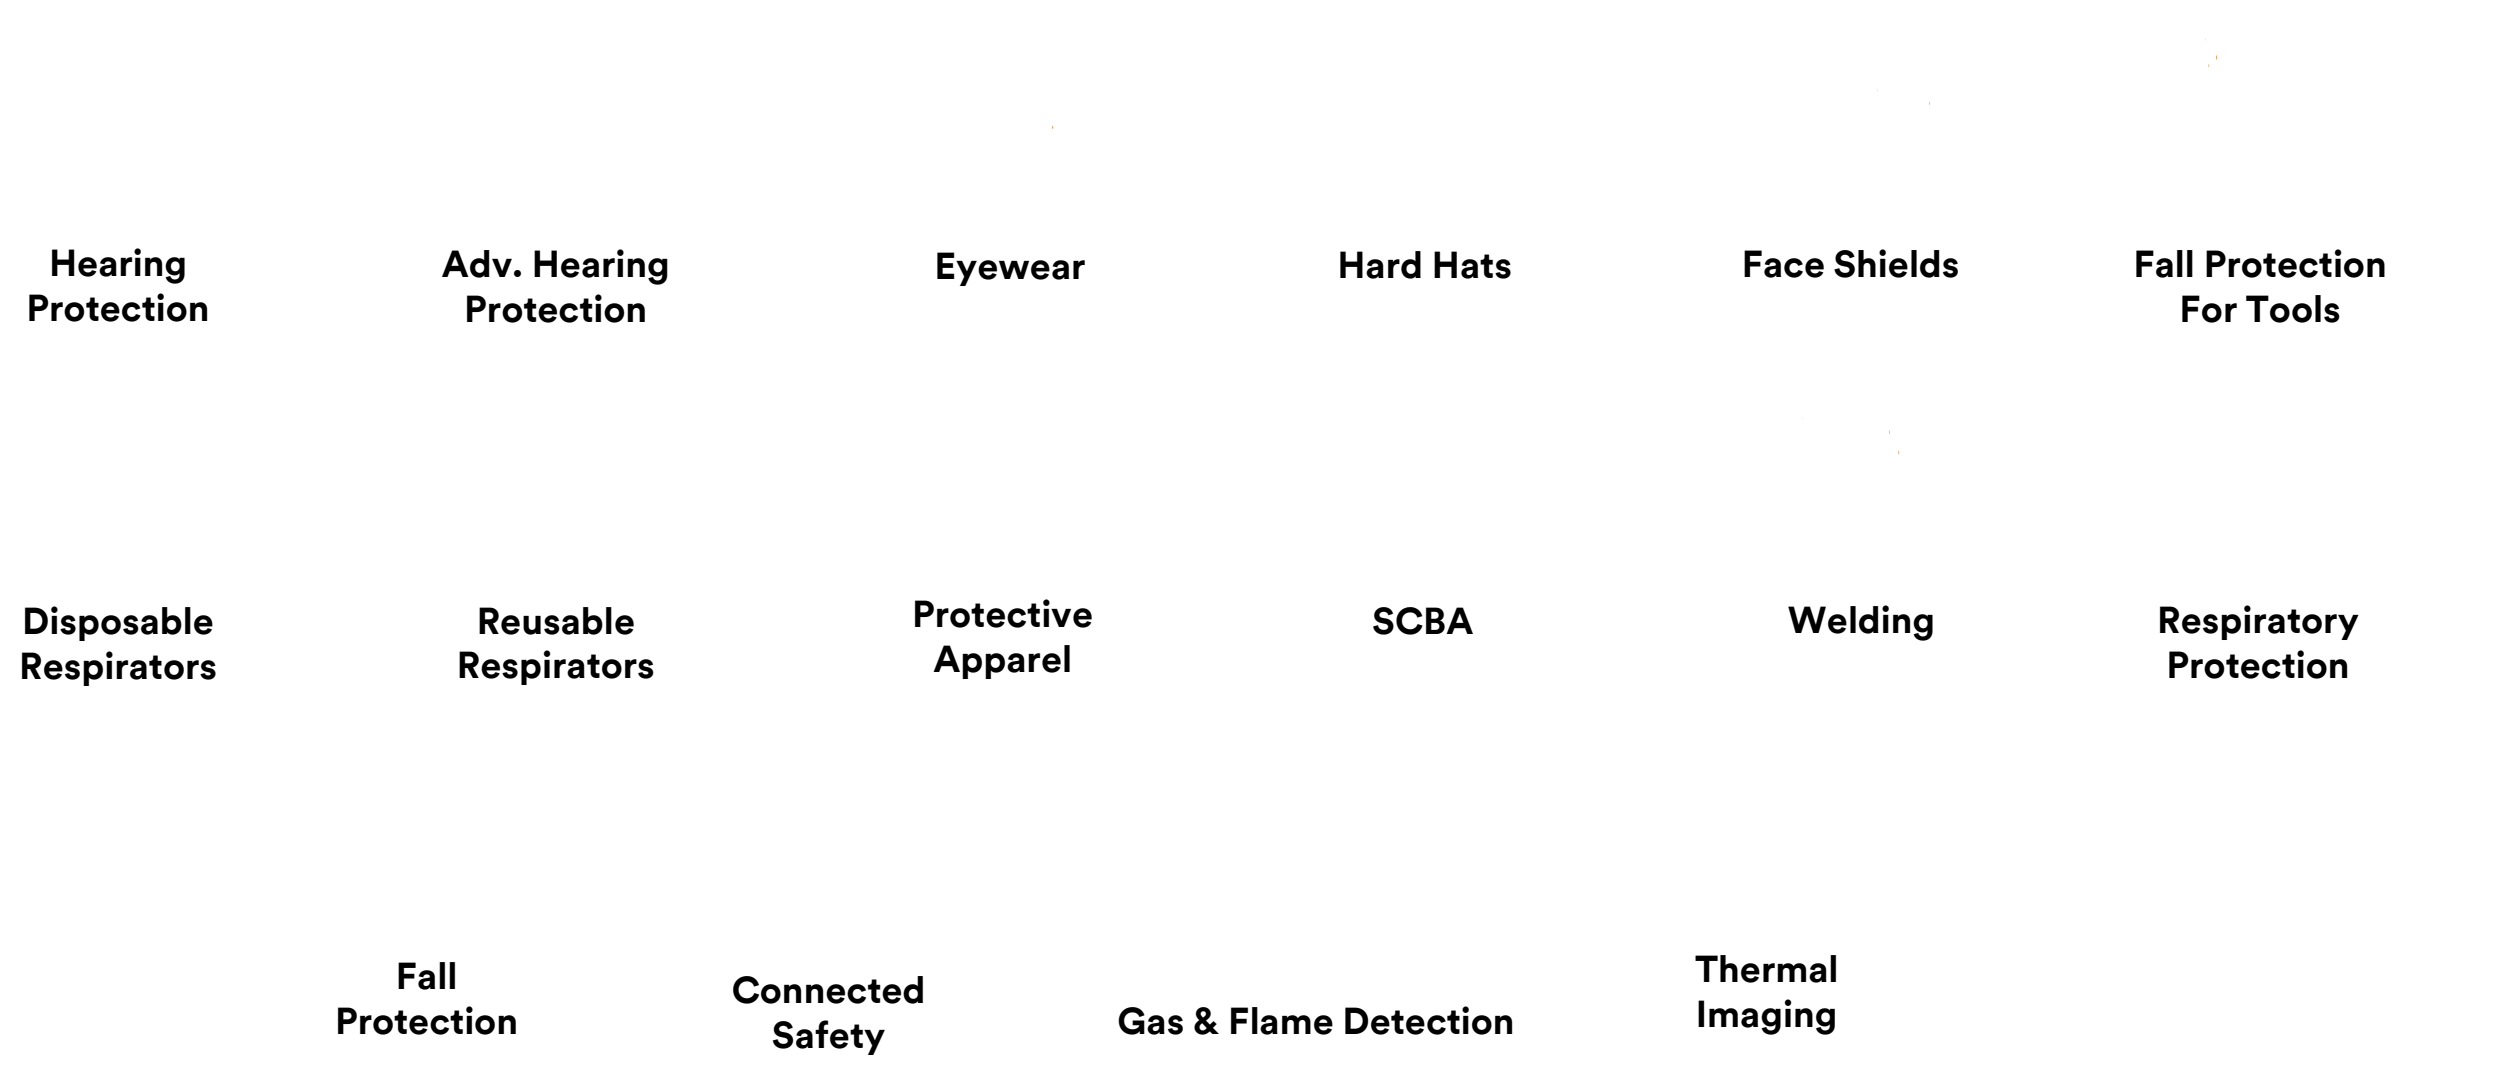 Hearing
Protection
Adv. Hearing
Protection
Eyewear
Hard Hats
Face Shields
Fall Protection
For Tools
Disposable
Respirators
Reusable
Respirators
Protective
Apparel
SCBA
Welding
Respiratory
Protection
Fall
Protection
Connected
Safety
Gas & Flame Detection
Thermal
Imaging